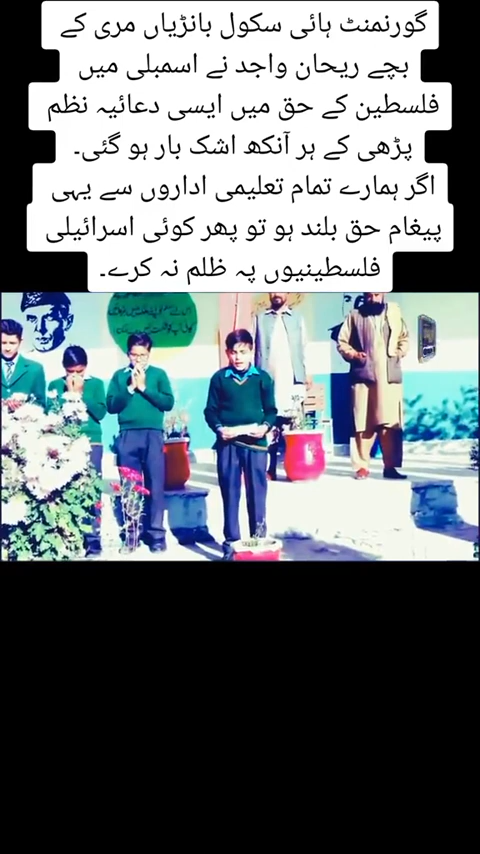 گورنمنٹ ہائی سکول بانڑیاں مری کے
بچے ریحان واجد نے اسمبلی میں
فلسطین کے حق میں ایسی دعائیہ نظم
پڑھی کے ہر آنکھ اشک بار ہو گئی۔
اگر ہمارے تمام تعلیمی اداروں سے یہی
پیغام حق بلند ہو تو پھر کوئی اسرائیلی
فلسطینیوں پہ ظلم نہ کرے۔